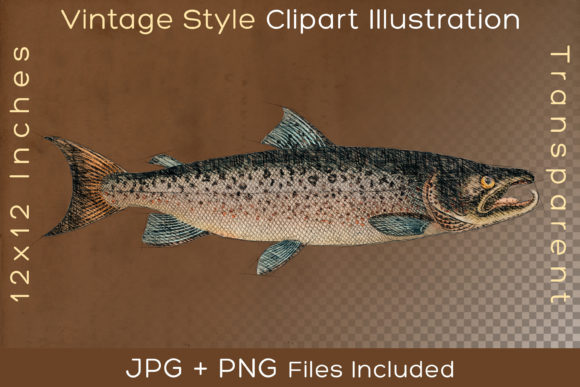 Vintage Style Clipart Illustration
12x12 Inches
Transparent
JPG + PNG Files Included